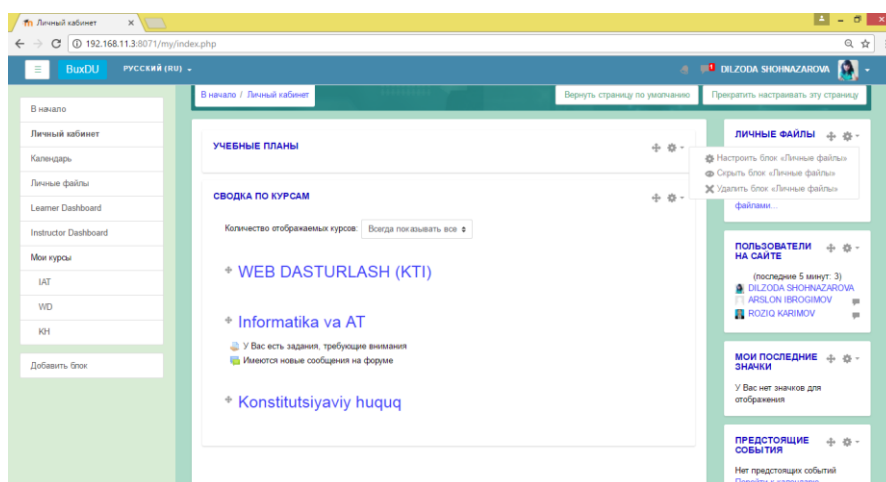 Личный кабинет
192.168.11.3:8071/my/index.php
BuxDU РУССКИЙ (RU)
DILZODA SHOHNAZAROVA
В начало / Личный кабинет
Вернуть страницу по умолчанию
Прекратить настраивать эту страницу
В начало
Личный кабинет
Календарь
Личные файлы
Learner Dashboard
Instructor Dashboard
Мои курсы
IAT
WD
KH
Добавить блок
УЧЕБНЫЕ ПЛАНЫ
СВОДКА ПО КУРСАМ
Количество отображаемых курсов: Всегда показывать все
WEB DASTURLASH (KTI)
Informatika va AT
У Вас есть задания, требующие внимания
Имеются новые сообщения на форуме
Konstitutsiyaviy huquq
ЛИЧНЫЕ ФАЙЛЫ
Настроить блок «Личные файлы»
Скрыть блок «Личные файлы»
Удалить блок «Личные файлы»
файлами...
ПОЛЬЗОВАТЕЛИ
НА САЙТЕ
(последние 5 минут: 3)
DILZODA SHOHNAZAROVA
ARSLON IBROGIMOV
ROZIQ KARIMOV
МОИ ПОСЛЕДНИЕ
ЗНАЧКИ
У Вас нет значков для
отображения
ПРЕДСТОЯЩИЕ
СОБЫТИЯ
Нет предстоящих событий
Перейти к календарю...